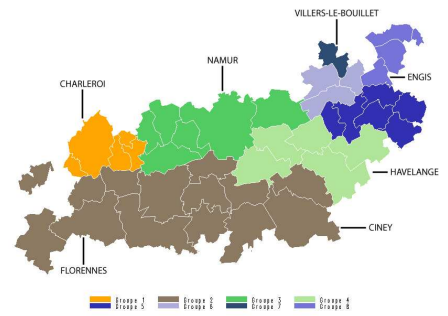 VILLERS-LE-BOUILLET
NAMUR
CHARLEROI
ENGIS
HAVELANGE
CINEY
FLORENNES
Groupe 1 Groupe 2 Groupe 3 Groupe 4
Groupe 5 Groupe 6 Groupe 7 Groupe 8